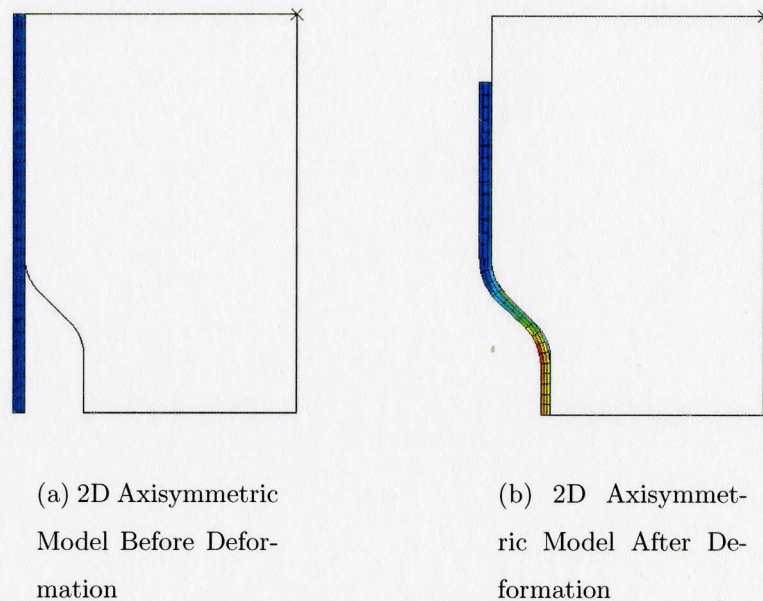 (a) 2D Axisymmetric
Model Before Defor-
mation
(b) 2D Axisymmet-
ric Model After De-
formation